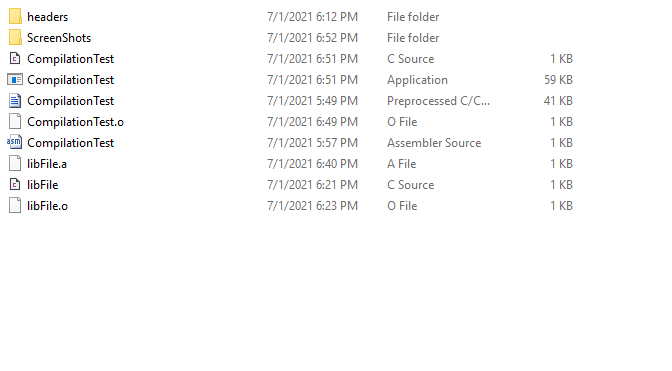 headers 7/1/2021 6:12 PM File folder
ScreenShots 7/1/2021 6:52 PM File folder
CompilationTest 7/1/2021 6:51 PM C Source 1 KB
CompilationTest 7/1/2021 6:51 PM Application 59 KB
CompilationTest 7/1/2021 5:49 PM Preprocessed C/C... 41 KB
CompilationTest.o 7/1/2021 6:49 PM O File 1 KB
asm CompilationTest 7/1/2021 5:57 PM Assembler Source 1 KB
libFile.a 7/1/2021 6:40 PM A File 1 KB
libFile 7/1/2021 6:21 PM C Source 1 KB
libFile.o 7/1/2021 6:23 PM O File 1 KB